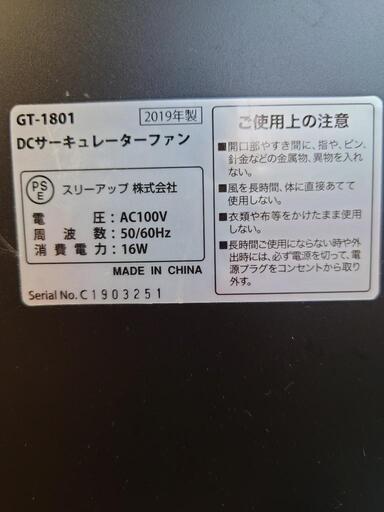 GT-1801 2019年製
DCサーキュレーターファン
PS
E
スリーアップ 株式会社
電圧:AC100V
周波数:50/60Hz
消費電力:16W
MADE IN CHINA
Serial No. C1903251
ご使用上の注意
■開口部やすき間に、指や、ピン、
針金などの金属物、異物を入れ
ない。
■風を長時間、体に直接あてて
使用しない。
■衣類や布等をかけたまま使用
しない。
■長時間ご使用にならない時や外
出時には、必ず電源を切って、電
源プラグをコンセントから取り
外す。